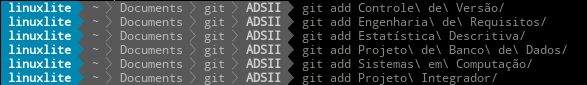 linuxlite ~ Documents git ADSII git add Controle\ de\ Versão/
linuxlite ~ Documents git ADSII git add Engenharia\ de\ Requisitos/
linuxlite ~ Documents git ADSII git add Estatística\ Descritiva/
linuxlite ~ Documents git ADSII git add Projeto\ de\ Banco\ de\ Dados/
linuxlite ~ Documents git ADSII git add Sistemas\ em\ Computação/
linuxlite ~ Documents git ADSII git add Projeto\ Integrador/